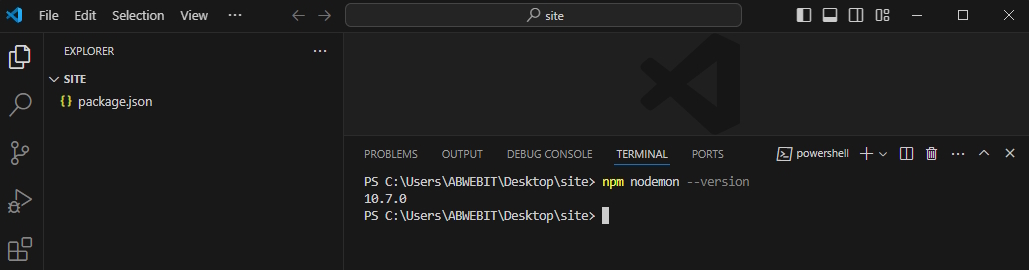 File Edit Selection View ··· site
EXPLORER ···
SITE
{} package.json
PROBLEMS OUTPUT DEBUG CONSOLE TERMINAL PORTS powershell ···
PS C:\Users\ABWEBIT\Desktop\site> npm nodemon --version
10.7.0
PS C:\Users\ABWEBIT\Desktop\site>